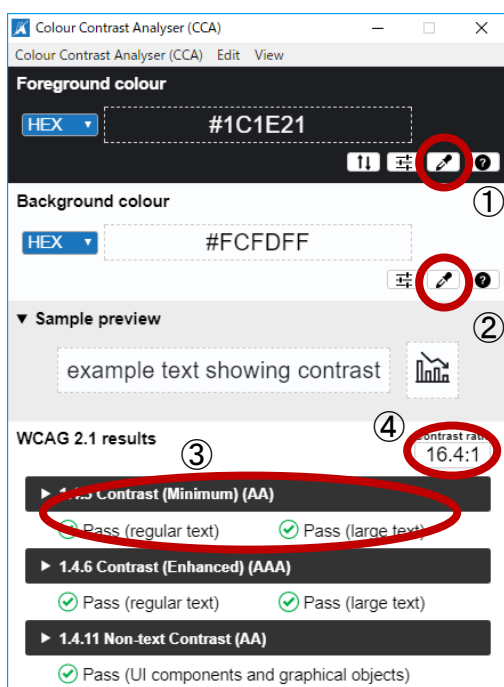 Colour Contrast Analyser (CCA)
Colour Contrast Analyser (CCA) Edit View
Foreground colour
HEX #1C1E21
①
Background colour
HEX #FCFDFF
②
Sample preview
example text showing contrast
WCAG 2.1 results
④
Contrast
16.4:1
③
Contrast (Minimum) (AA)
Pass (regular text) Pass (large text)
1.4.6 Contrast (Enhanced) (AAA)
Pass (regular text) Pass (large text)
1.4.11 Non-text Contrast (AA)
Pass (UI components and graphical objects)